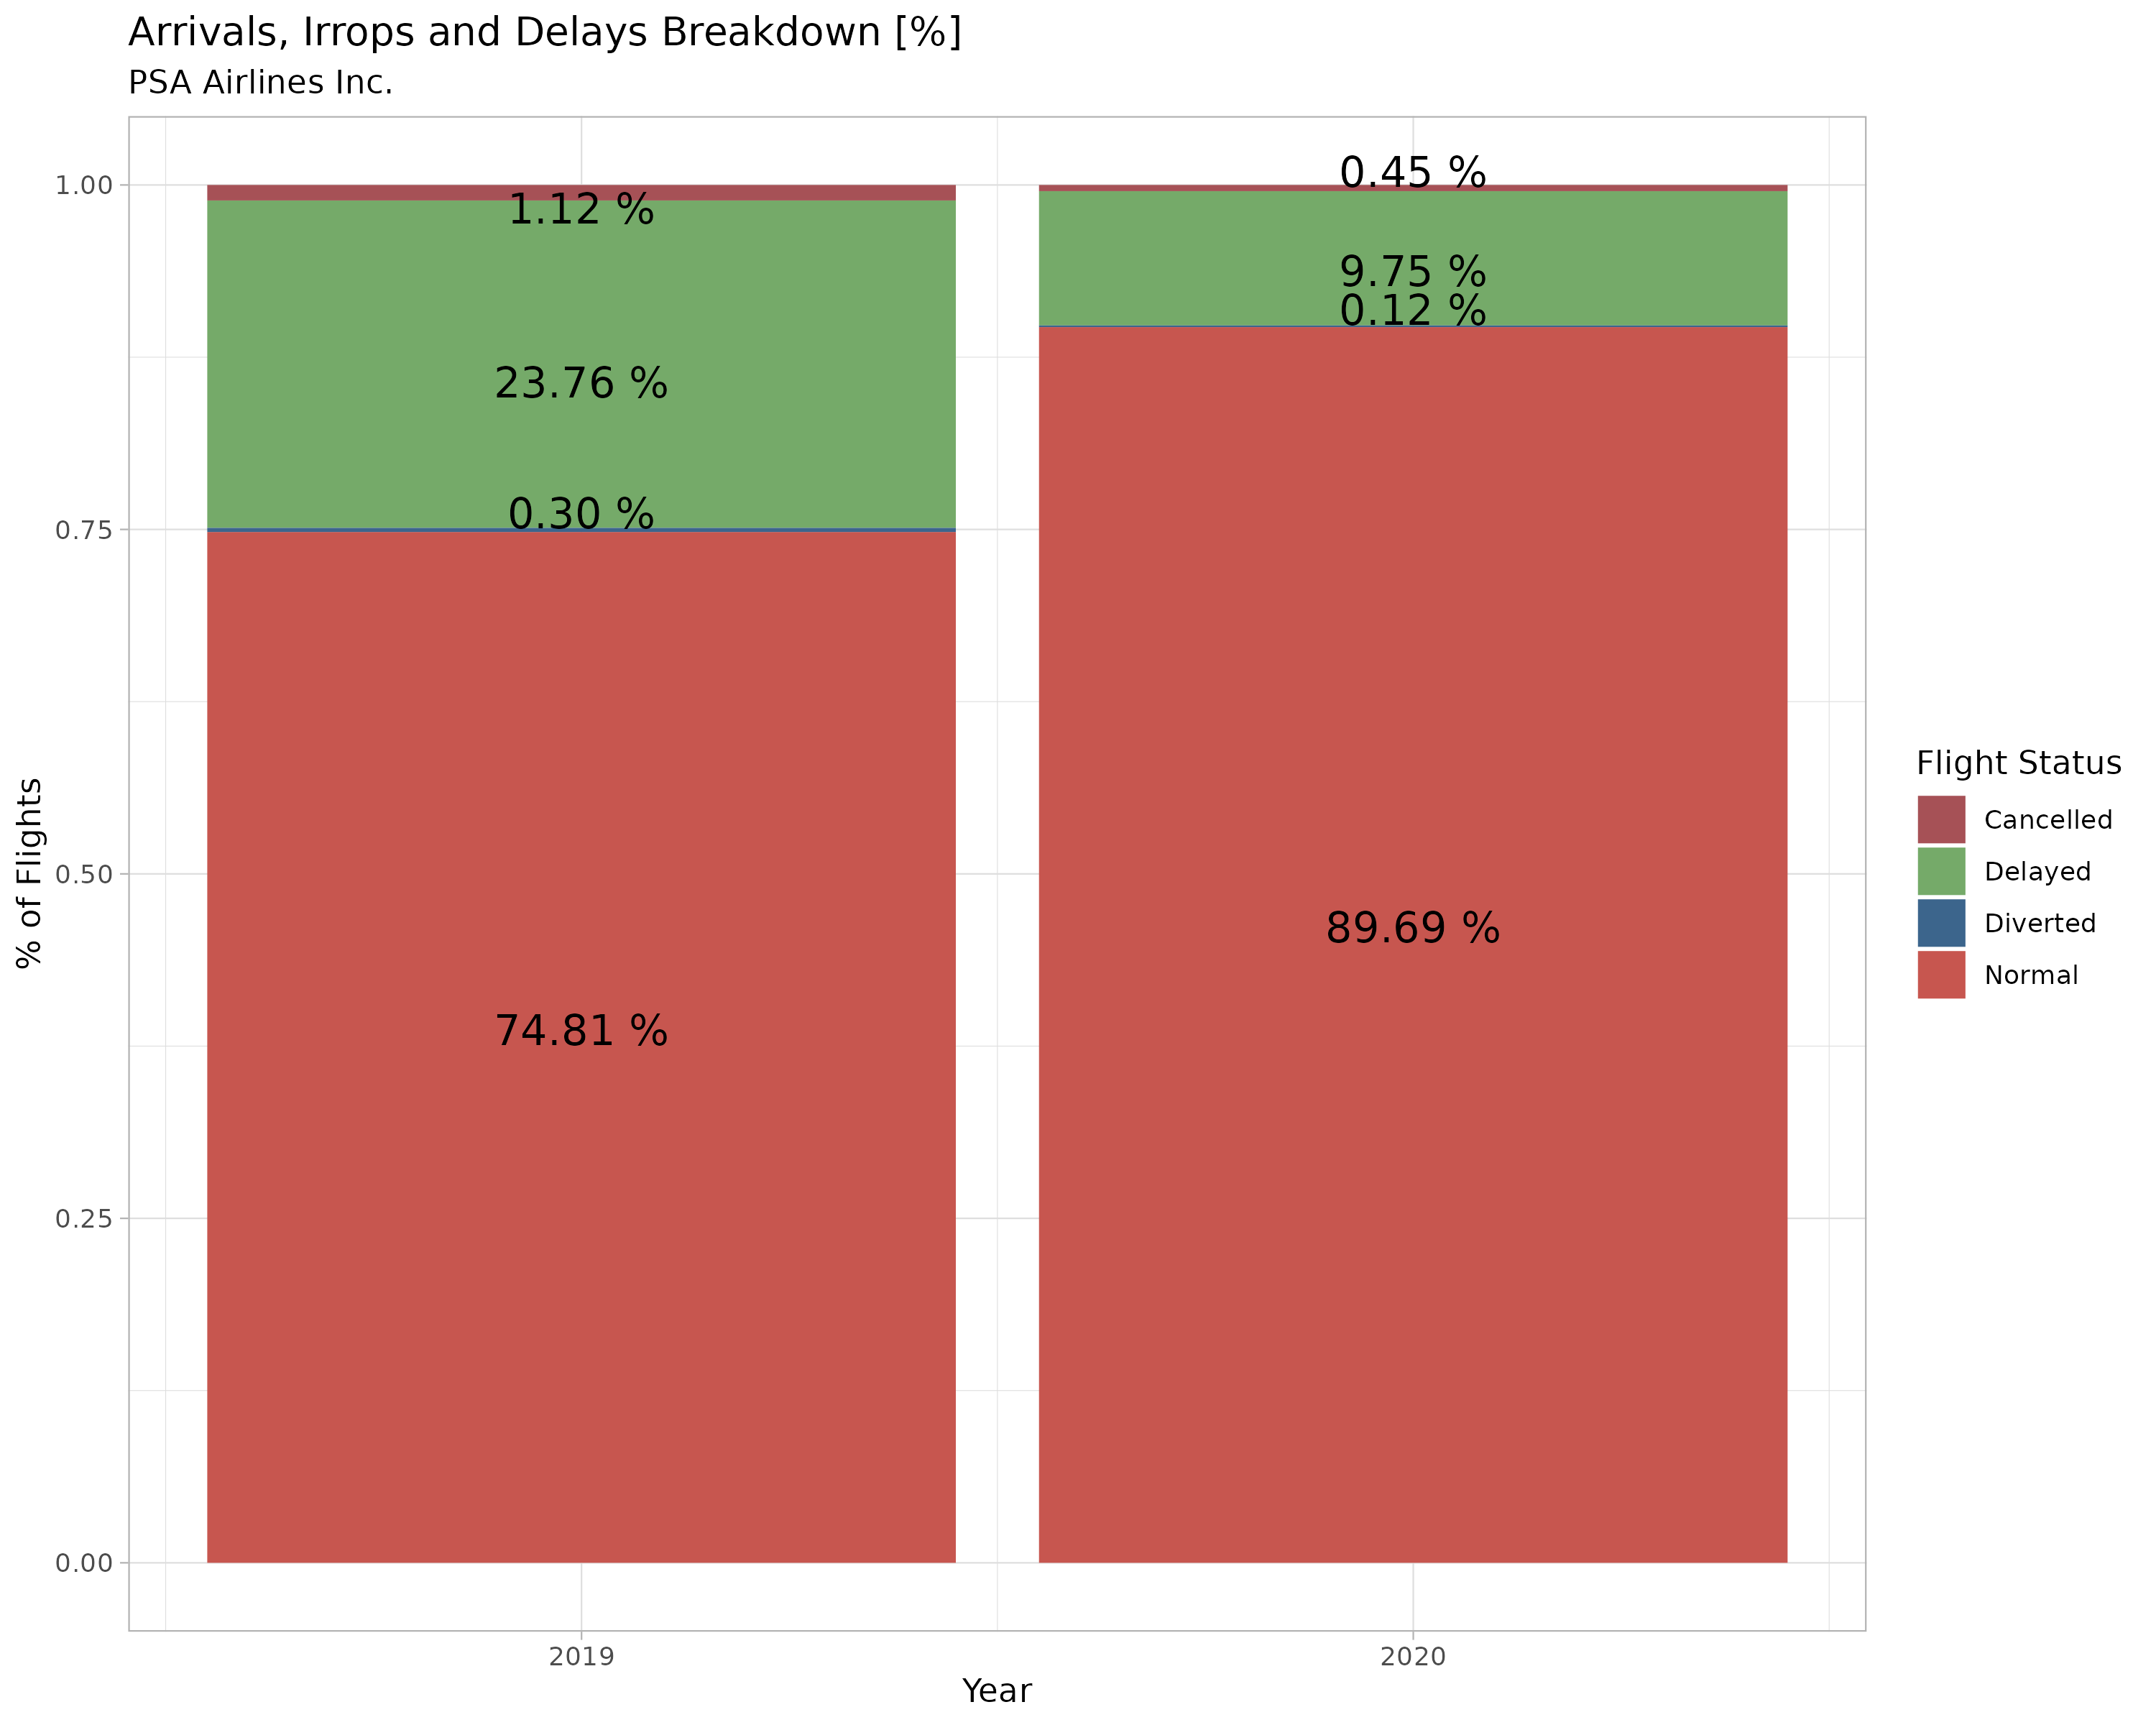 Arrivals, Irrops and Delays Breakdown [%]
PSA Airlines Inc.
% of Flights
1.00
0.75
0.50
0.25
0.00
1.12 %
23.76 %
0.30 %
74.81 %
0.45 %
9.75 %
0.12 %
89.69 %
2019
2020
Year
Flight Status
Cancelled
Delayed
Diverted
Normal